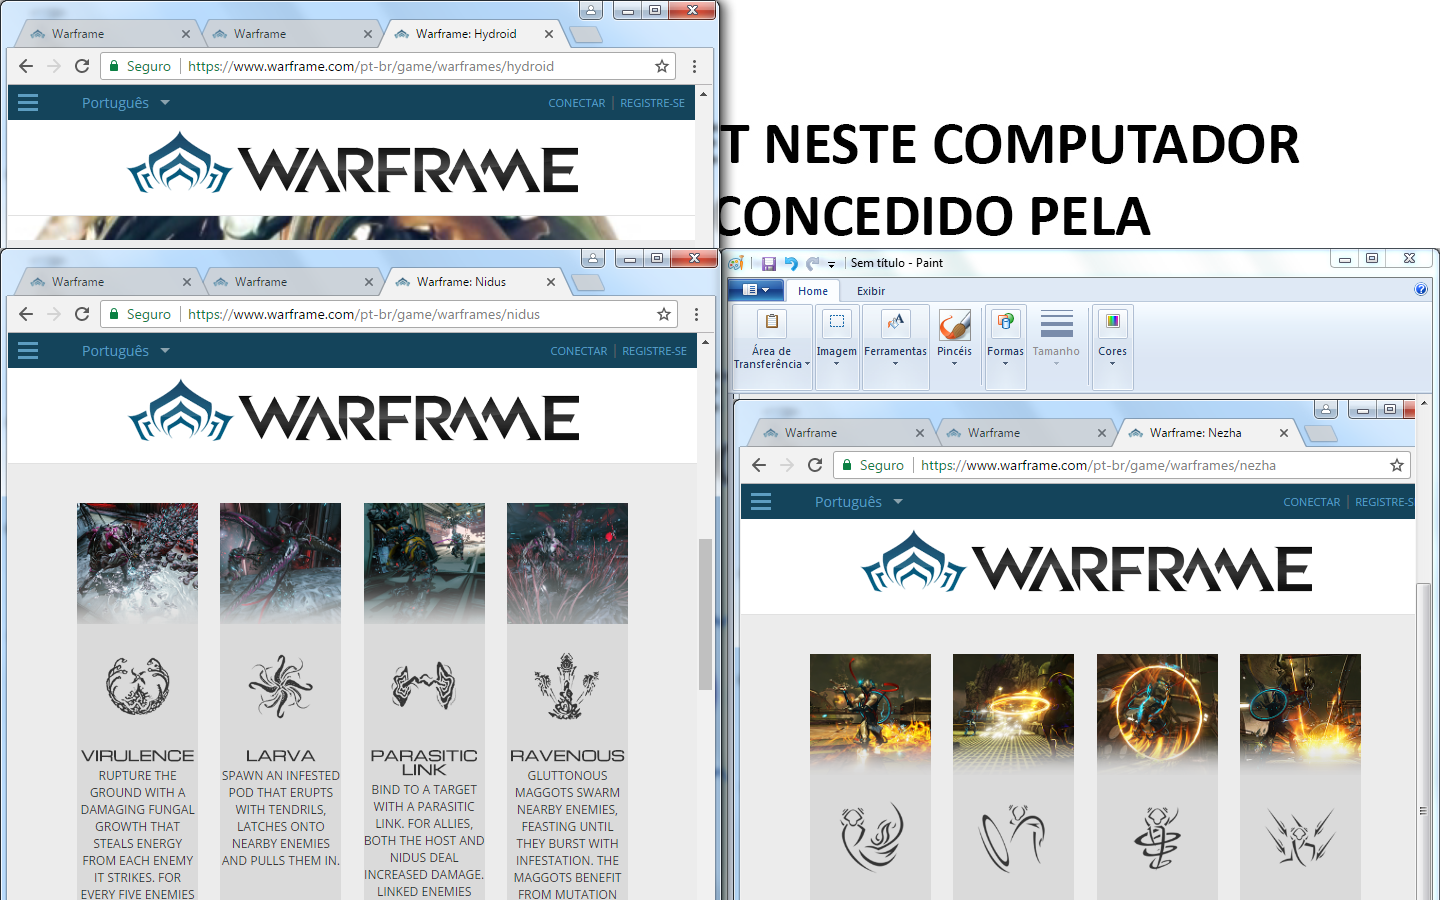 Warframe
Warframe
Warframe: Hydroid
Seguro
https://www.warframe.com/pt-br/game/warframes/hydroid
Português
CONECTAR
REGISTRE-SE
WARFRAME
T NESTE COMPUTADOR
CONCEDIDO PELA
Warframe
Warframe
Warframe: Nidus
Seguro
https://www.warframe.com/pt-br/game/warframes/nidus
Português
CONECTAR
REGISTRE-SE
WARFRAME
VIRULENCE
RUPTURE THE
GROUND WITH A
DAMAGING FUNGAL
GROWTH THAT
STEALS ENERGY
FROM EACH ENEMY
IT STRIKES. FOR
EVERY FIVE ENEMIES
LARVA
SPAWN AN INFESTED
POD THAT ERUPTS
WITH TENDRILS,
LATCHES ONTO
NEARBY ENEMIES
AND PULLS THEM IN.
PARASITIC
LINK
BIND TO A TARGET
WITH A PARASITIC
LINK. FOR ALLIES,
BOTH THE HOST AND
NIDUS DEAL
INCREASED DAMAGE.
LINKED ENEMIES
RAVENOUS
GLUTTONOUS
MAGGOTS SWARM
NEARBY ENEMIES,
FEASTING UNTIL
THEY BURST WITH
INFESTATION. THE
MAGGOTS BENEFIT
FROM MUTATION
Sem título - Paint
Home
Exibir
Área de
Transferência
Imagem
Ferramentas
Pincéis
Formas
Tamanho
Cores
Warframe
Warframe
Warframe: Nezha
Seguro
https://www.warframe.com/pt-br/game/warframes/nezha
Português
CONECTAR
REGISTRE-S
WARFRAME